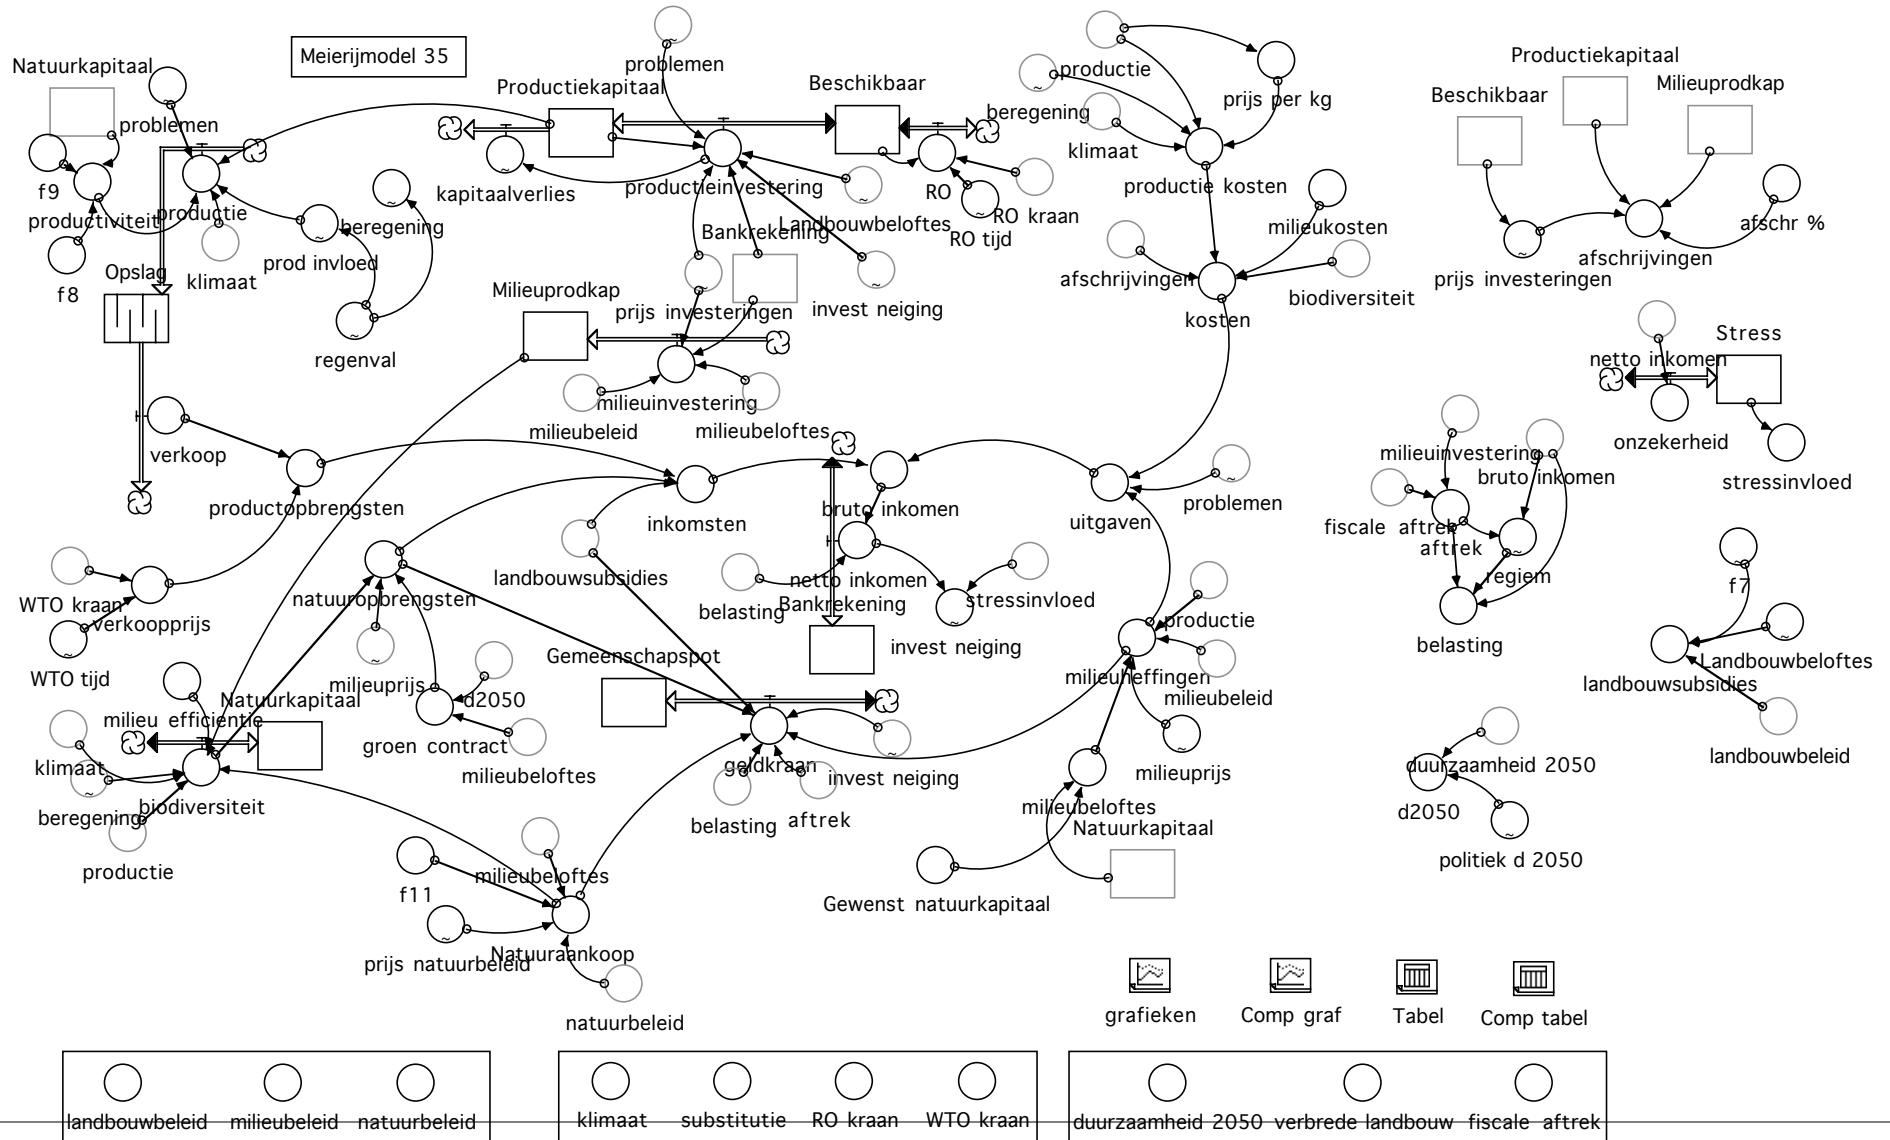 Meierijmodel 35
Natuurkapitaal
problemen
f9
productiviteit
productie
f8
klimaat
prod invloed
beregening
regenval
Opslag
verkoop
productopbrengsten
WTO kraan
verkoopprijs
WTO tijd
Productiekapitaal
problemen
Beschikbaar
kapitaalverlies
productieinvestering
RO
RO kraan
RO tijd
Landbouwbeloftes
Bankrekening
prijs investeringen
invest neiging
Milieuprodkap
milieuinvestering
milieubeleid
milieubeloftes
productie
beregening
prijs per kg
klimaat
productie kosten
milieukosten
afschrijvingen
biodiversiteit
kosten
Productiekapitaal
Beschikbaar
Milieuprodkap
afschr %
afschrijvingen
prijs investeringen
netto inkomen
Stress
onzekerheid
stressinvloed
inkomsten
bruto inkomen
uitgaven
problemen
landbouwsubsidies
natuuropbrengsten
belasting
netto inkomen
Bankrekening
stressinvloed
invest neiging
milieuinvestering
bruto inkomen
fiscale aftrek
aftrek
regiem
belasting
f7
Landbouwbeloftes
landbouwsubsidies
landbouwbeleid
milieuprijs
d2050
groen contract
milieubeloftes
Gemeenschapspot
geldkraan
invest neiging
belasting
aftrek
productie
milieuheffingen
milieubeleid
milieuprijs
milieubeloftes
Natuurkapitaal
Gewenst natuurkapitaal
duurzaamheid 2050
d2050
politiek d 2050
milieu efficientie
Natuurkapitaal
klimaat
beregening
biodiversiteit
productie
f11
milieubeloftes
Natuuraankoop
prijs natuurbeleid
natuurbeleid
grafieken
Comp graf
Tabel
Comp tabel
landbouwbeleid
milieubeleid
natuurbeleid
klimaat
substitutie
RO kraan
WTO kraan
duurzaamheid 2050
verbrede landbouw
fiscale aftrek